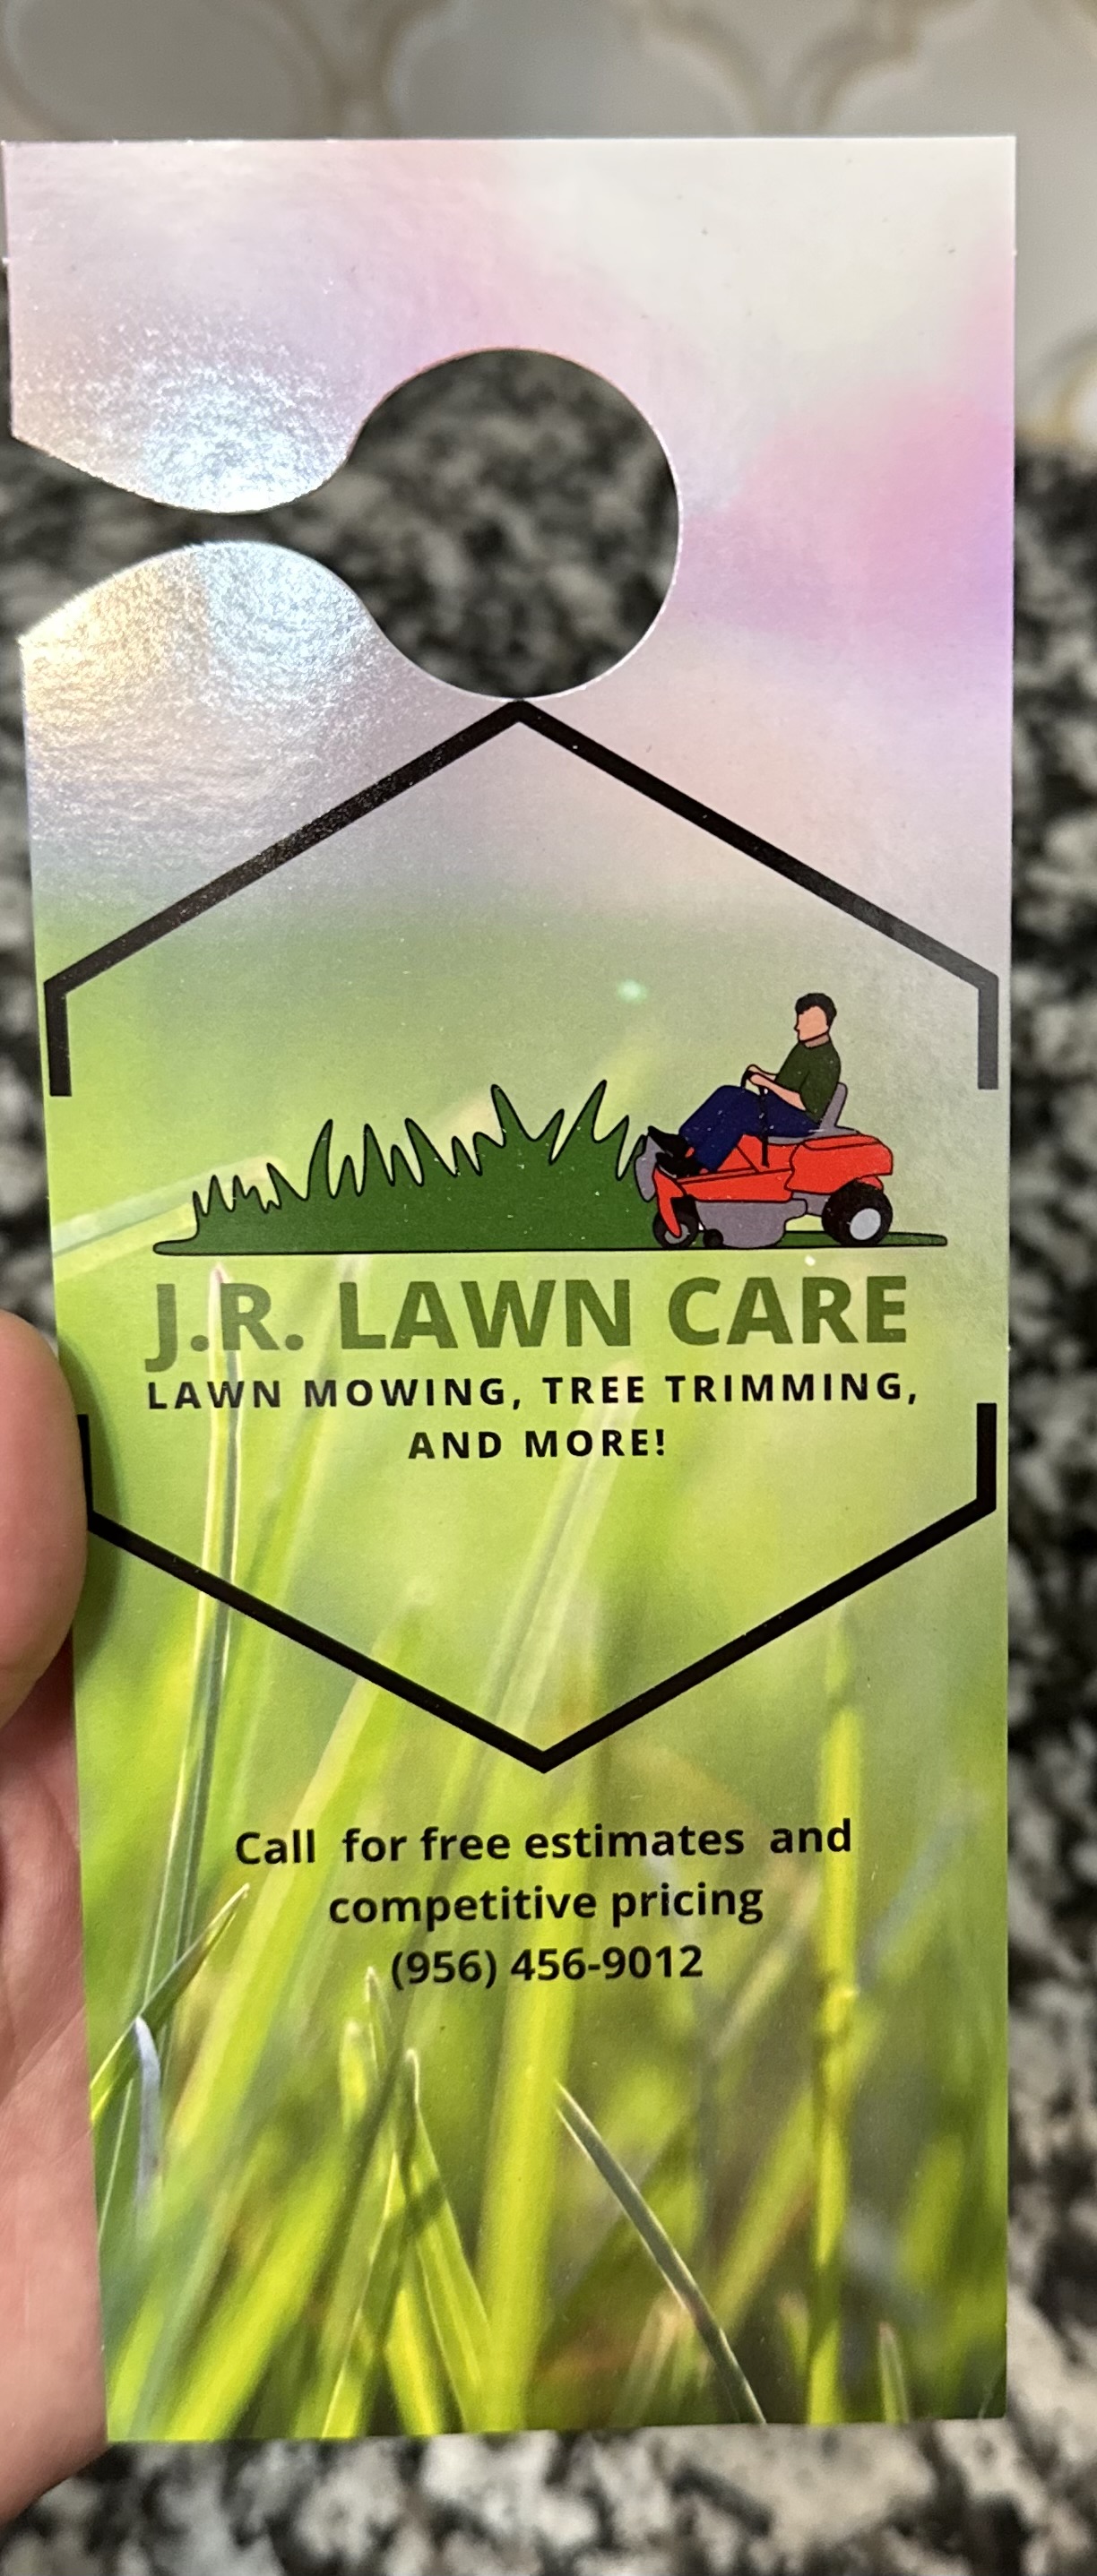 J.R. LAWN CARE
LAWN MOWING, TREE TRIMMING,
AND MORE!
Call for free estimates and
competitive pricing
(956) 456-9012